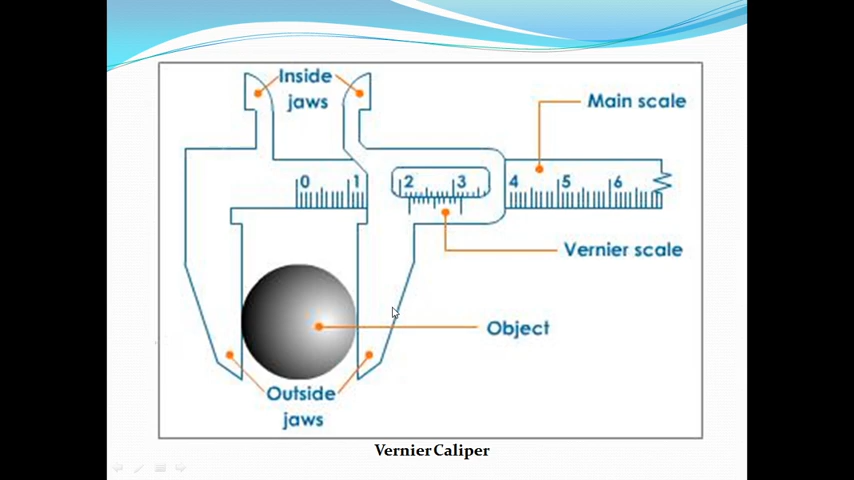 Inside
jaws
Main scale
0 1 2 3 4 5 6
Vernier scale
Object
Outside
jaws
Vernier Caliper